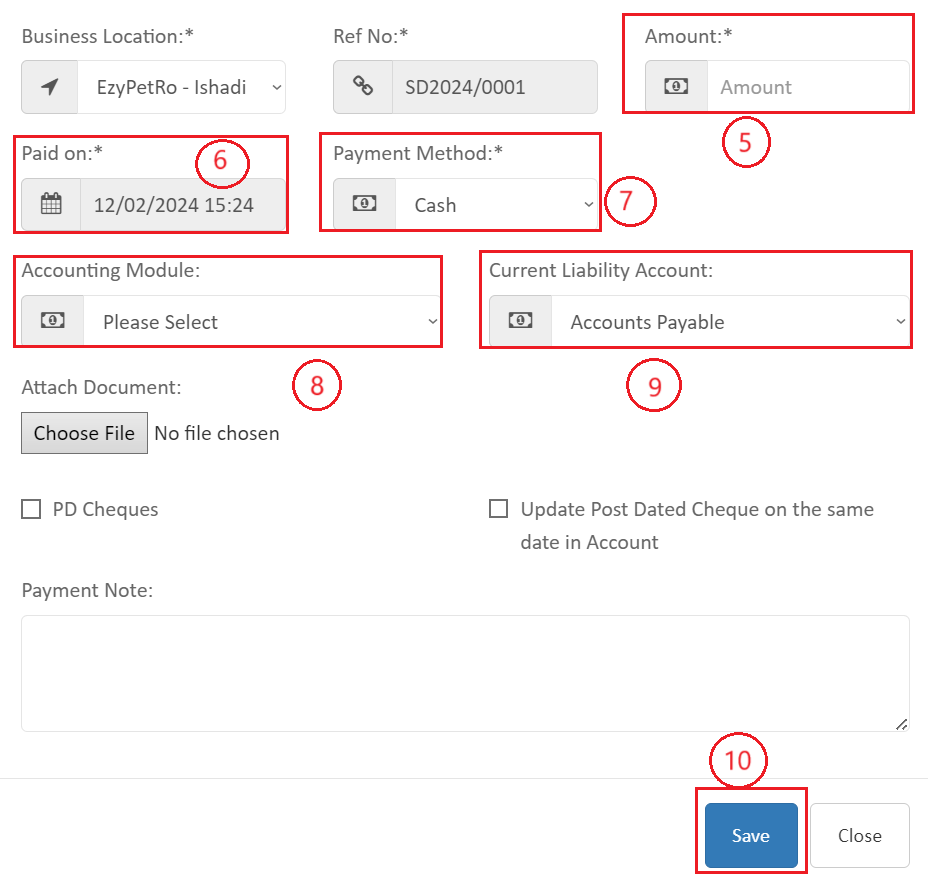 Business Location:*
Ref No:*
Amount:*
EzyPetRo - Ishadi
SD2024/0001
Amount
5
Paid on:*
6
Payment Method:*
12/02/2024 15:24
Cash
7
Accounting Module:
Current Liability Account:
Please Select
Accounts Payable
8
9
Attach Document:
Choose File No file chosen
PD Cheques
Update Post Dated Cheque on the same
date in Account
Payment Note:
10
Save
Close